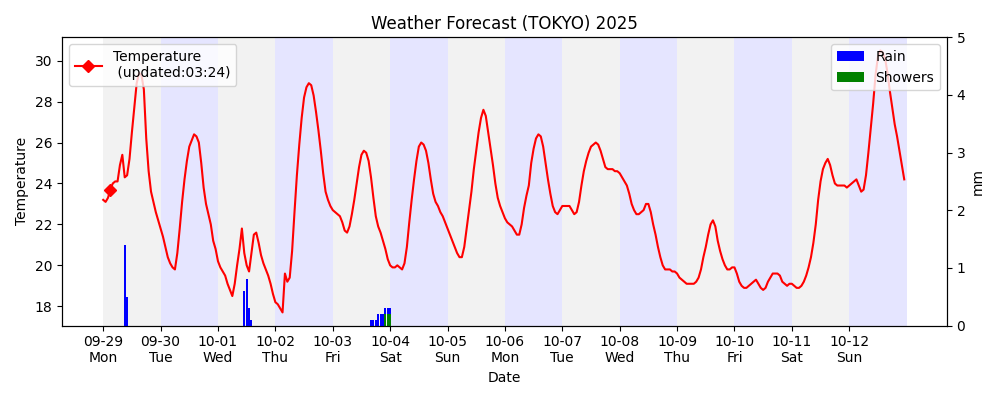 Weather Forecast (TOKYO) 2025
Temperature
(updated:03:24)
Rain
Showers
Temperature
30
28
26
24
22
20
18
5
4
3
2
1
0
mm
09-29 09-30 10-01 10-02 10-03 10-04 10-05 10-06 10-07 10-08 10-09 10-10 10-11 10-12
Mon Tue Wed Thu Fri Sat Sun Mon Tue Wed Thu Fri Sat Sun
Date